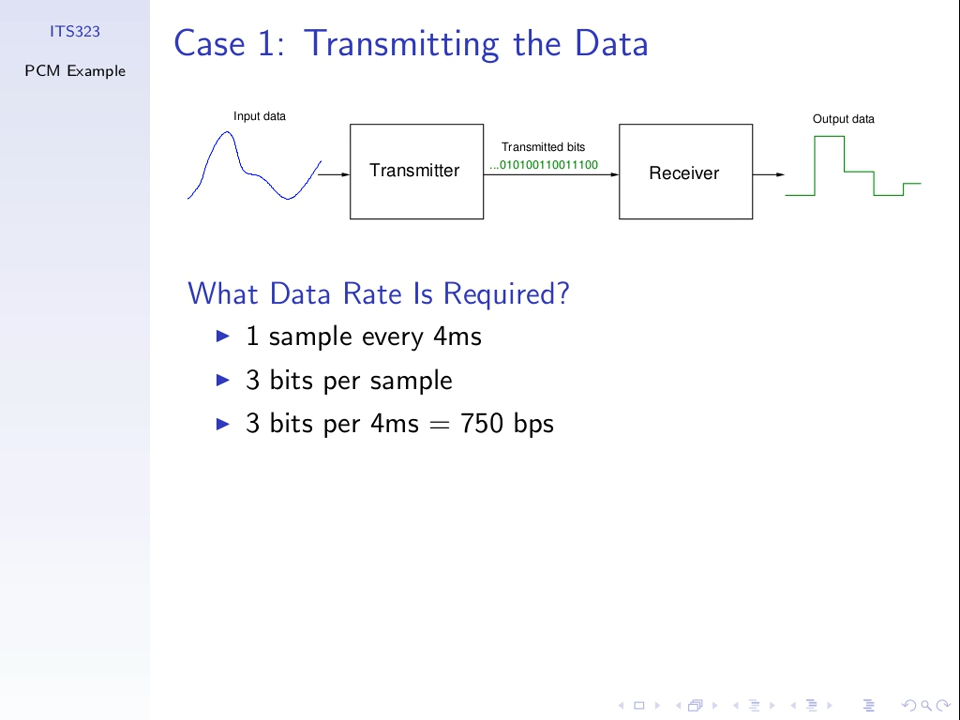 ITS323
PCM Example
Case 1: Transmitting the Data
Input data
Transmitter
Transmitted bits
...010100110011100
Receiver
Output data
What Data Rate Is Required?
1 sample every 4ms
3 bits per sample
3 bits per 4ms = 750 bps